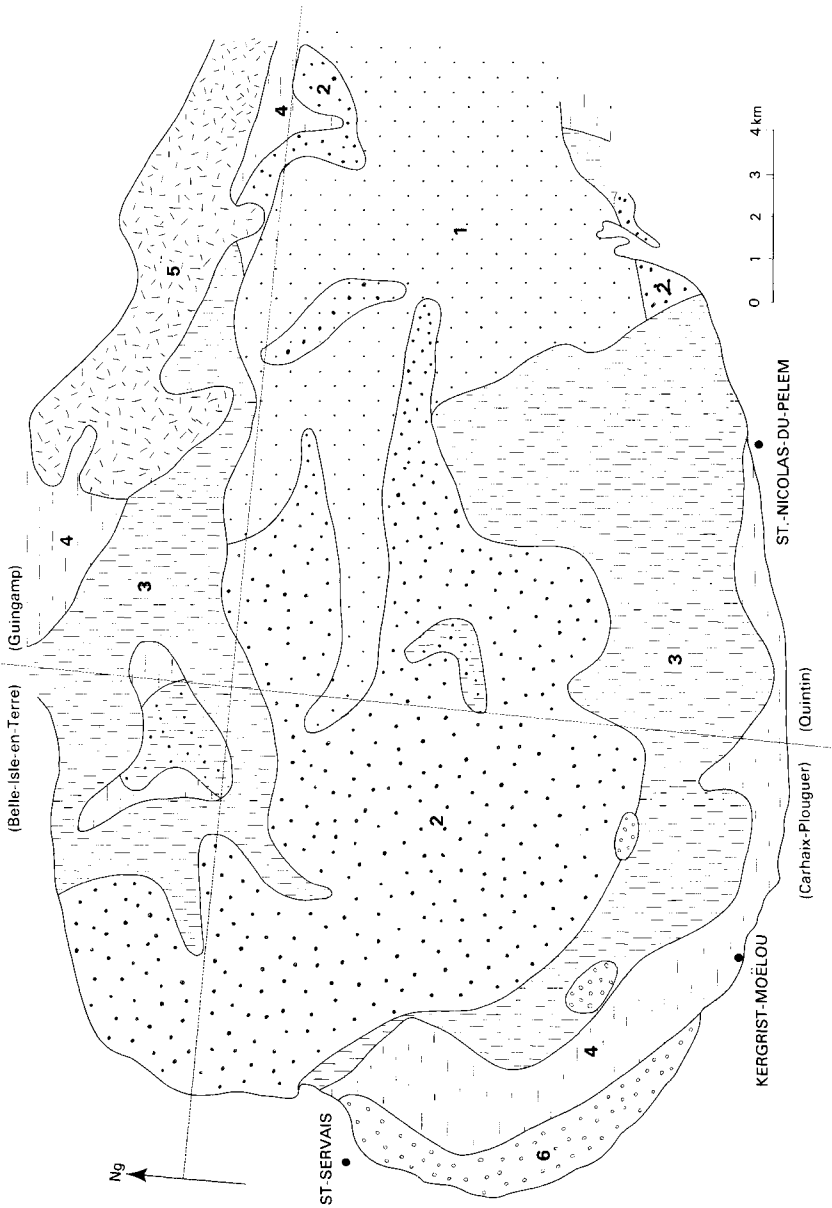 (Belle-Isle-en-Terre) (Guingamp)
4
5
3
4
2
Ng
1
2
2
ST-SERVAIS
3
4
6
KERGRIST-MOËLOU
ST.-NICOLAS-DU-PELEM
(Carhaix-Plouguer) (Quintin)
0 1 2 3 4 km